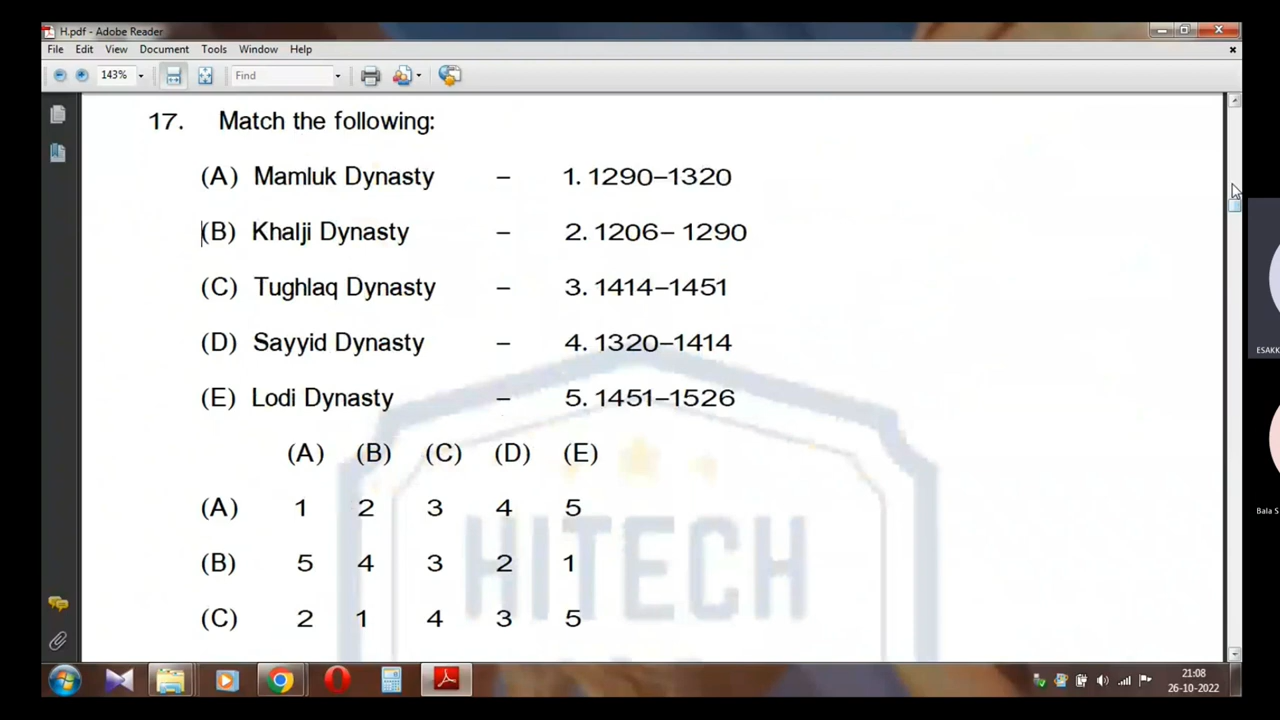 H.pdf - Adobe Reader
File Edit View Document Tools Window Help
143% Find
17. Match the following:
(A) Mamluk Dynasty – 1. 1290–1320
(B) Khalji Dynasty – 2. 1206– 1290
(C) Tughlaq Dynasty – 3. 1414–1451
(D) Sayyid Dynasty – 4. 1320–1414
(E) Lodi Dynasty – 5. 1451–1526
(A) (B) (C) (D) (E)
(A) 1 2 3 4 5
(B) 5 4 3 2 1
(C) 2 1 4 3 5
HITECH
ESAKK
Bala S
21:08
26-10-2022